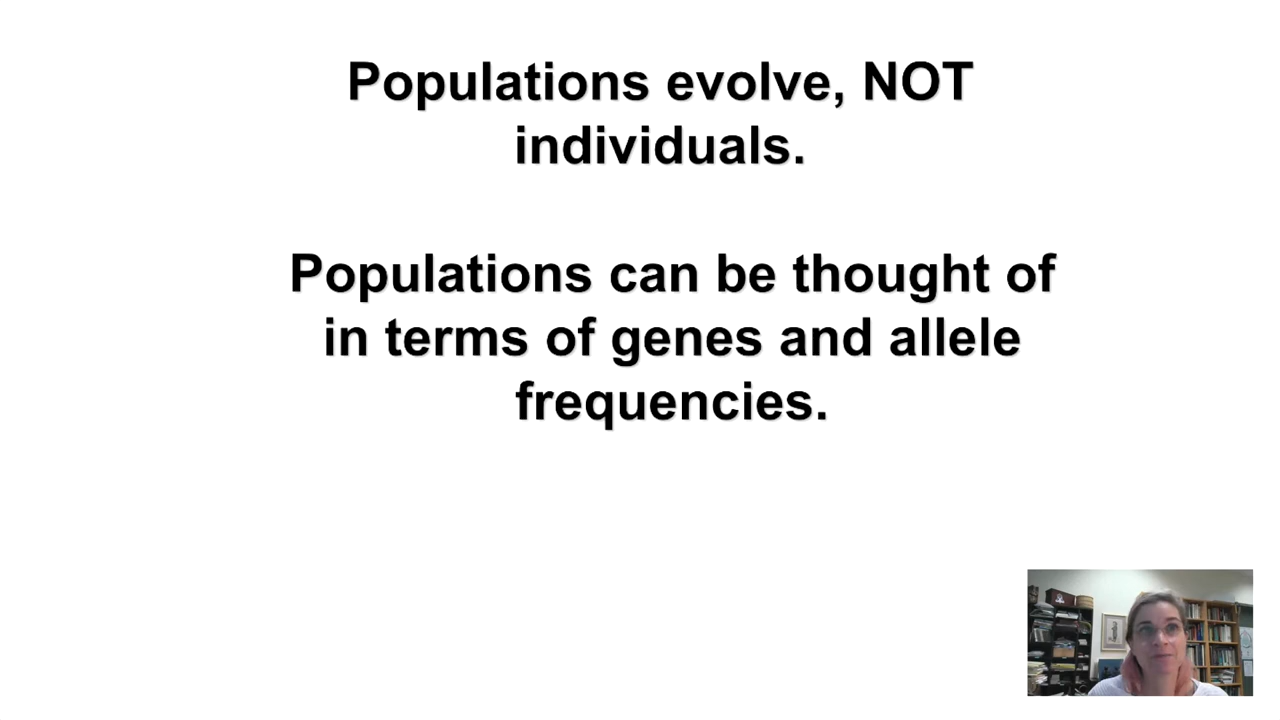 Populations evolve, NOT
individuals.
Populations can be thought of
in terms of genes and allele
frequencies.